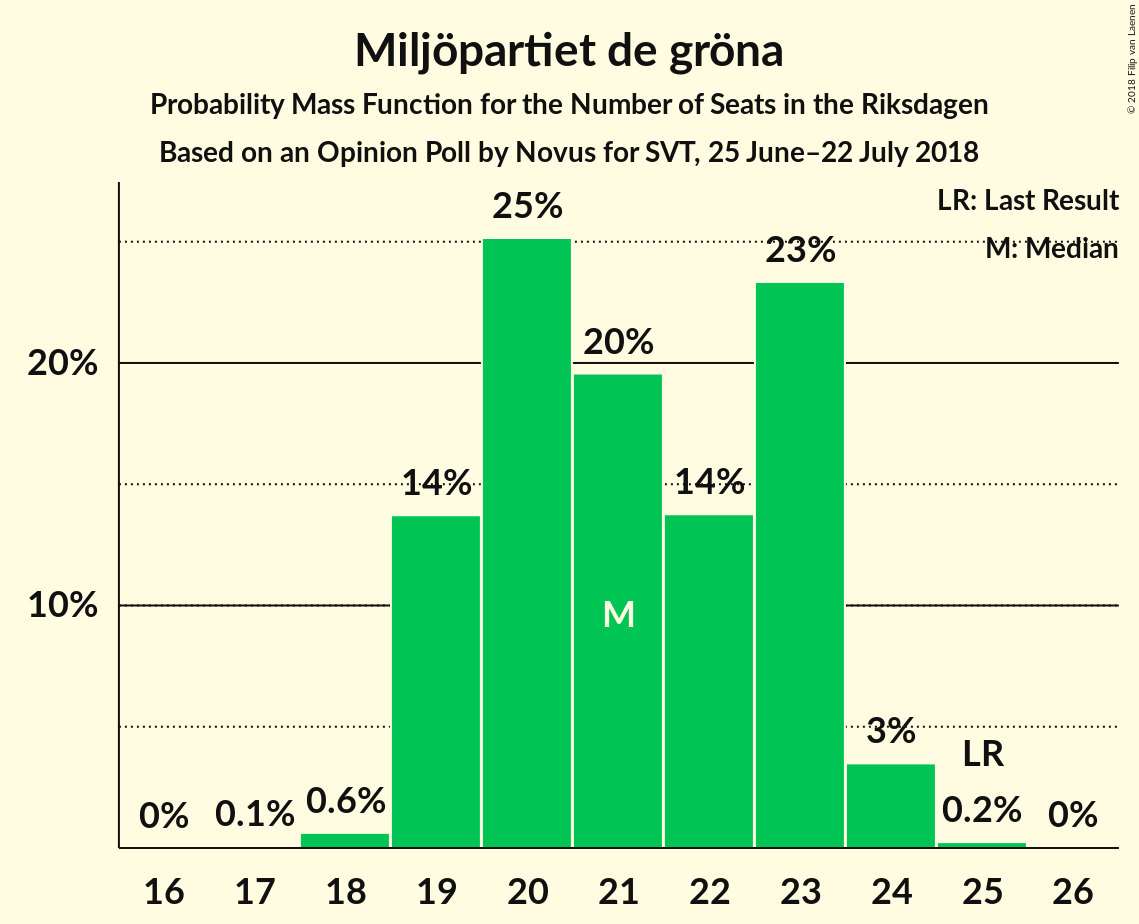 Miljöpartiet de gröna
Probability Mass Function for the Number of Seats in the Riksdagen
Based on an Opinion Poll by Novus for SVT, 25 June–22 July 2018
© 2018 Filip van Laenen
LR: Last Result
M: Median
25%
23%
20%
20%
14%
14%
10%
M
3%
LR
0%
0.1%
0.6%
0.2%
0%
16 17 18 19 20 21 22 23 24 25 26